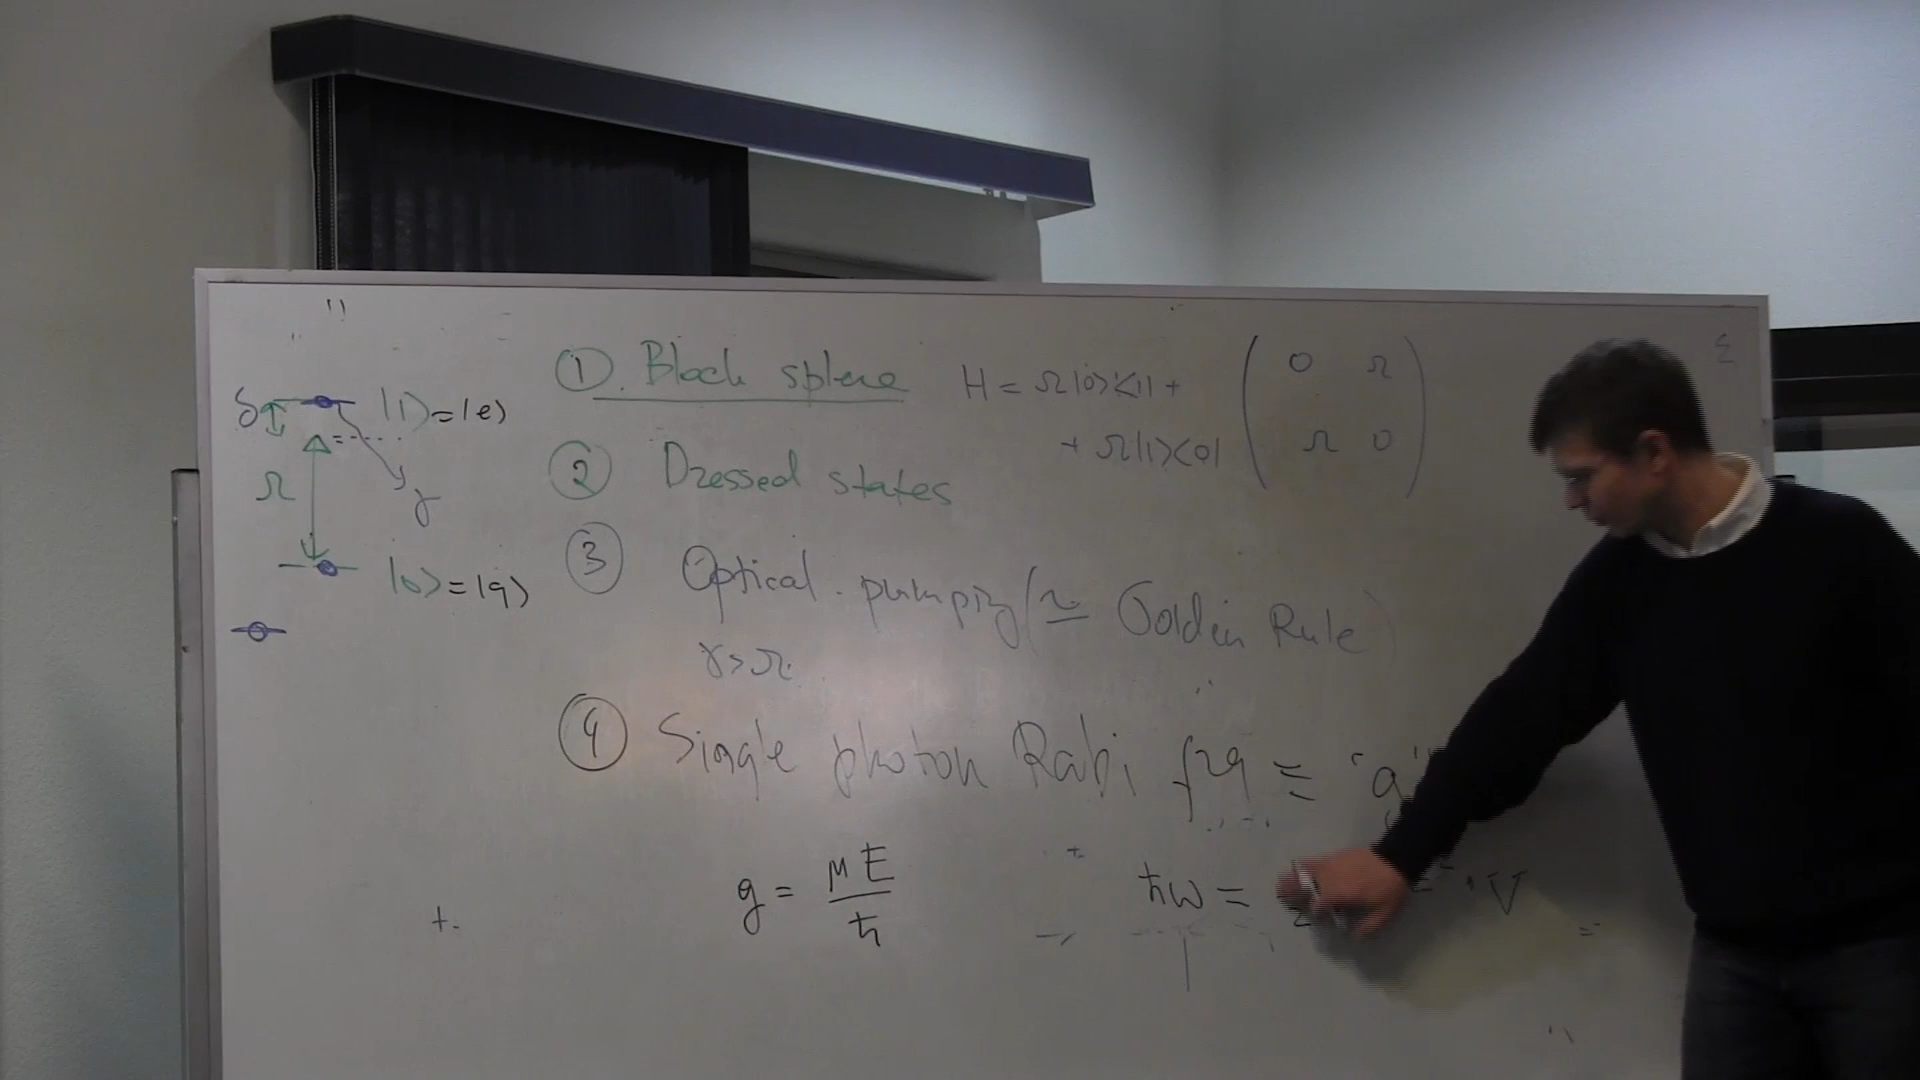 ① . Bloch sphere H = Ω|0><1| +
+ Ω|1><0|
( 0 Ω
Ω 0 )
δ |1> = |e>
Ω γ
|0> = |g>
② Dressed states
③ Optical pumping (≃ Golden Rule)
γ > Ω.
④ Single photon Rabi frq ≡ "g"
g = μE / ħ
ħω = V